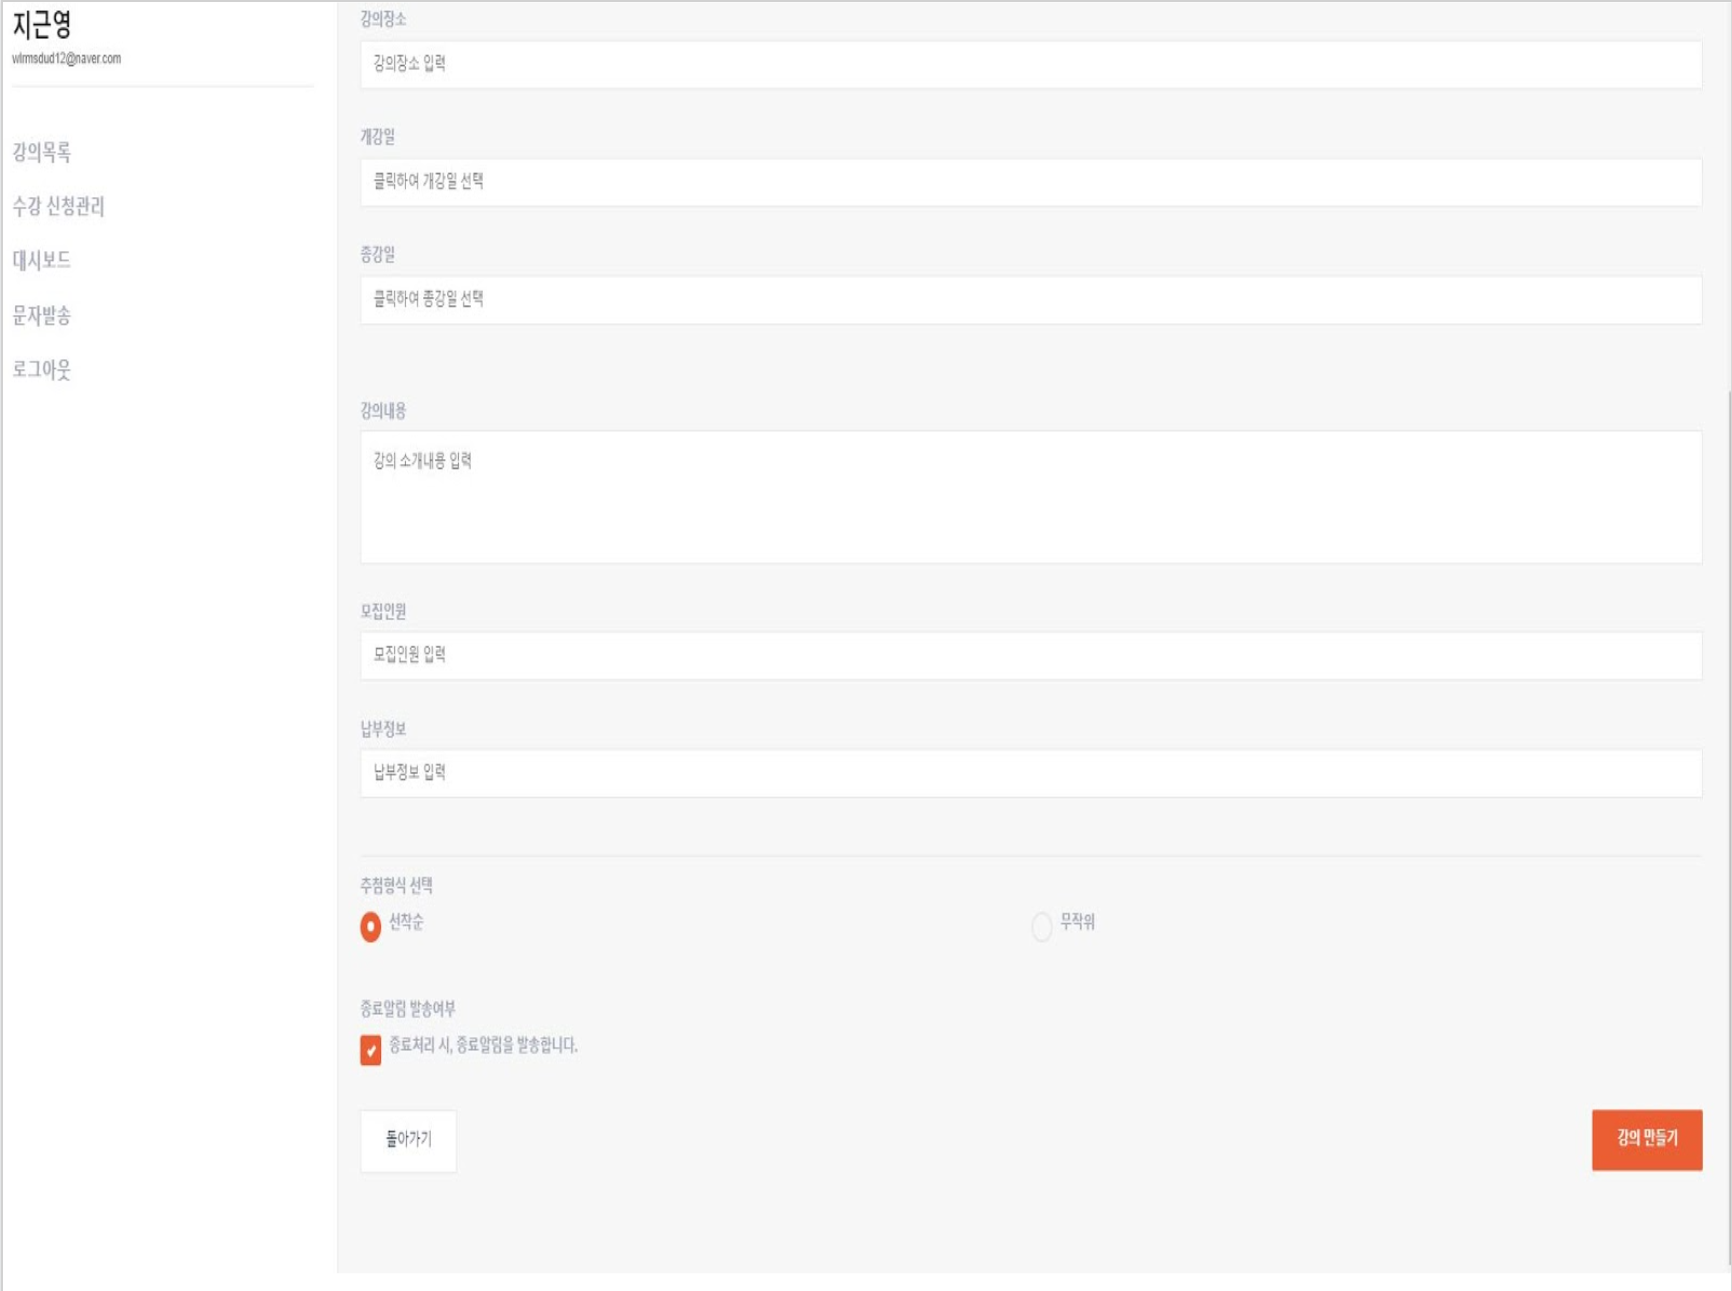 지근영
wlrmsdud12@naver.com
강의목록
수강 신청관리
대시보드
문자발송
로그아웃
강의장소
강의장소 입력
개강일
클릭하여 개강일 선택
종강일
클릭하여 종강일 선택
강의내용
강의 소개내용 입력
모집인원
모집인원 입력
납부정보
납부정보 입력
추첨형식 선택
선착순
무작위
종료알림 발송여부
종료처리 시, 종료알림을 발송합니다.
돌아가기
강의 만들기